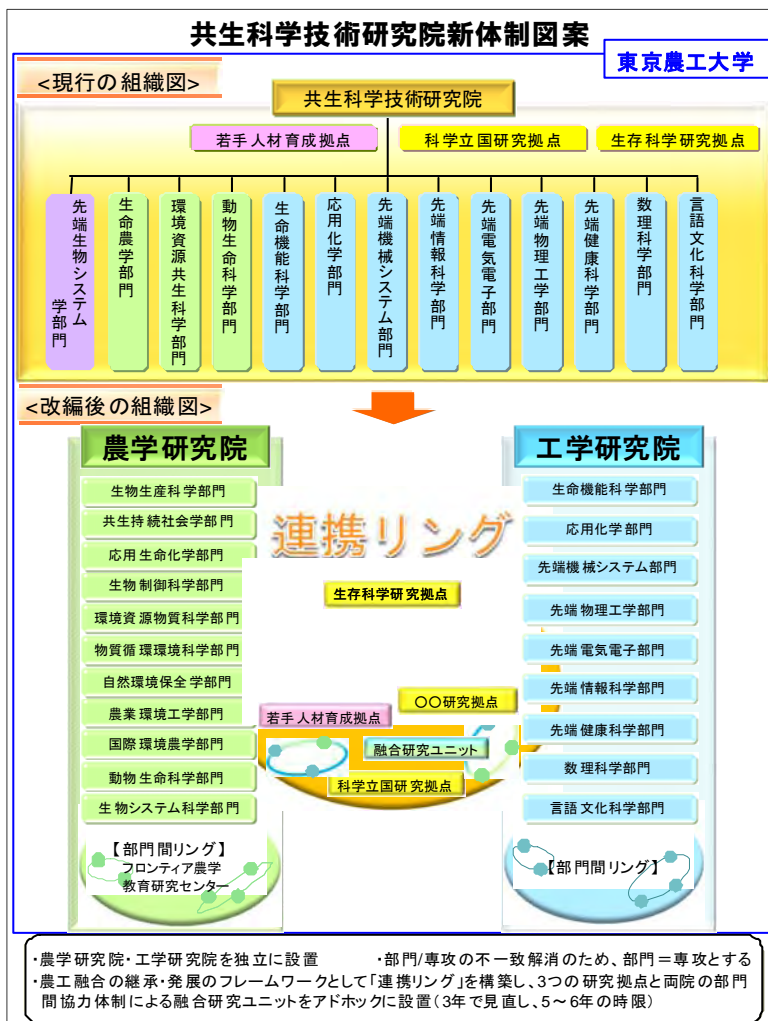 共生科学技術研究院新体制図案
東京農工大学
<現行の組織図>
共生科学技術研究院
若手人材育成拠点
科学立国研究拠点
生存科学研究拠点
先端生物システム
学部門
生命農学部門
環境資源共生科学部門
動物生命科学部門
生命機能科学部門
応用化学部門
先端機械システム部門
先端情報科学部門
先端電気電子部門
先端物理工学部門
先端健康科学部門
数理科学部門
言語文化科学部門
<改編後の組織図>
農学研究院
生物生産科学部門
共生持続社会学部門
応用生命化学部門
生物制御科学部門
環境資源物質科学部門
物質循環環境科学部門
自然環境保全学部門
農業環境工学部門
国際環境農学部門
動物生命科学部門
生物システム科学部門
【部門間リング】
フロンティア農学
教育研究センター
連携リング
生存科学研究拠点
〇〇研究拠点
若手人材育成拠点
融合研究ユニット
科学立国研究拠点
工学研究院
生命機能科学部門
応用化学部門
先端機械システム部門
先端物理工学部門
先端電気電子部門
先端情報科学部門
先端健康科学部門
数理科学部門
言語文化科学部門
【部門間リング】
・農学研究院・工学研究院を独立に設置 ・部門/専攻の不一致解消のため、部門＝専攻とする
・農工融合の継承・発展のフレームワークとして「連携リング」を構築し、3つの研究拠点と両院の部門
間協力体制による融合研究ユニットをアドホックに設置（3年で見直し、5～6年の時限）